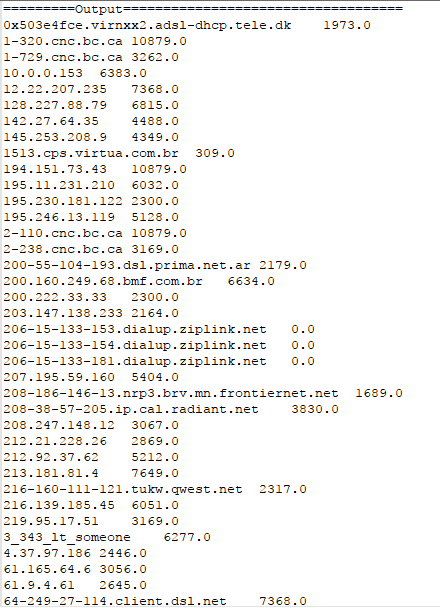 =========Output===================================
0x503e4fce.virnxx2.adsl-dhcp.tele.dk    1973.0
1-320.cnc.bc.ca 10879.0
1-729.cnc.bc.ca 3262.0
10.0.0.153  6383.0
12.22.207.235   7368.0
128.227.88.79   6815.0
142.27.64.35    4488.0
145.253.208.9   4349.0
1513.cps.virtua.com.br  309.0
194.151.73.43   10879.0
195.11.231.210  6032.0
195.230.181.122 2300.0
195.246.13.119  5128.0
2-110.cnc.bc.ca 10879.0
2-238.cnc.bc.ca 3169.0
200-55-104-193.dsl.prima.net.ar 2179.0
200.160.249.68.bmf.com.br   6634.0
200.222.33.33   2300.0
203.147.138.233 2164.0
206-15-133-153.dialup.ziplink.net   0.0
206-15-133-154.dialup.ziplink.net   0.0
206-15-133-181.dialup.ziplink.net   0.0
207.195.59.160  5404.0
208-186-146-13.nrp3.brv.mn.frontiernet.net  1689.0
208-38-57-205.ip.cal.radiant.net    3830.0
208.247.148.12  3067.0
212.21.228.26   2869.0
212.92.37.62    5212.0
213.181.81.4    7649.0
216-160-111-121.tukw.qwest.net  2317.0
216.139.185.45  6051.0
219.95.17.51    3169.0
3_343_lt_someone    6277.0
4.37.97.186 2446.0
61.165.64.6 3056.0
61.9.4.61   2645.0
64-249-27-114.client.dsl.net    7368.0